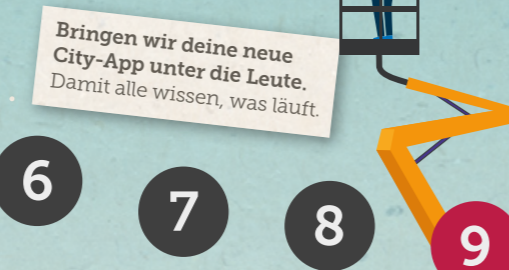 Bringen wir deine neue
City-App unter die Leute.
Damit alle wissen, was läuft.
6
7
8
9